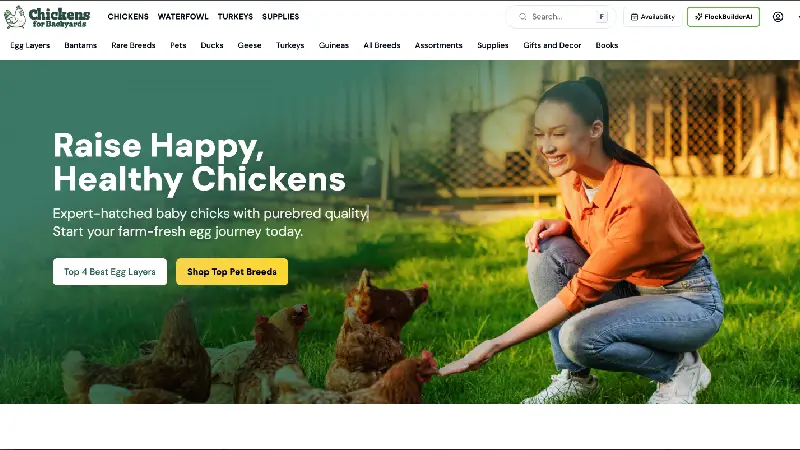 Chickens
for Backyards
CHICKENS WATERFOWL TURKEYS SUPPLIES
Search...
F
Availability
FlockBuilderAI
Egg Layers Bantams Rare Breeds Pets Ducks Geese Turkeys Guineas All Breeds Assortments Supplies Gifts and Decor Books
Raise Happy,
Healthy Chickens
Expert-hatched baby chicks with purebred quality.
Start your farm-fresh egg journey today.
Top 4 Best Egg Layers
Shop Top Pet Breeds